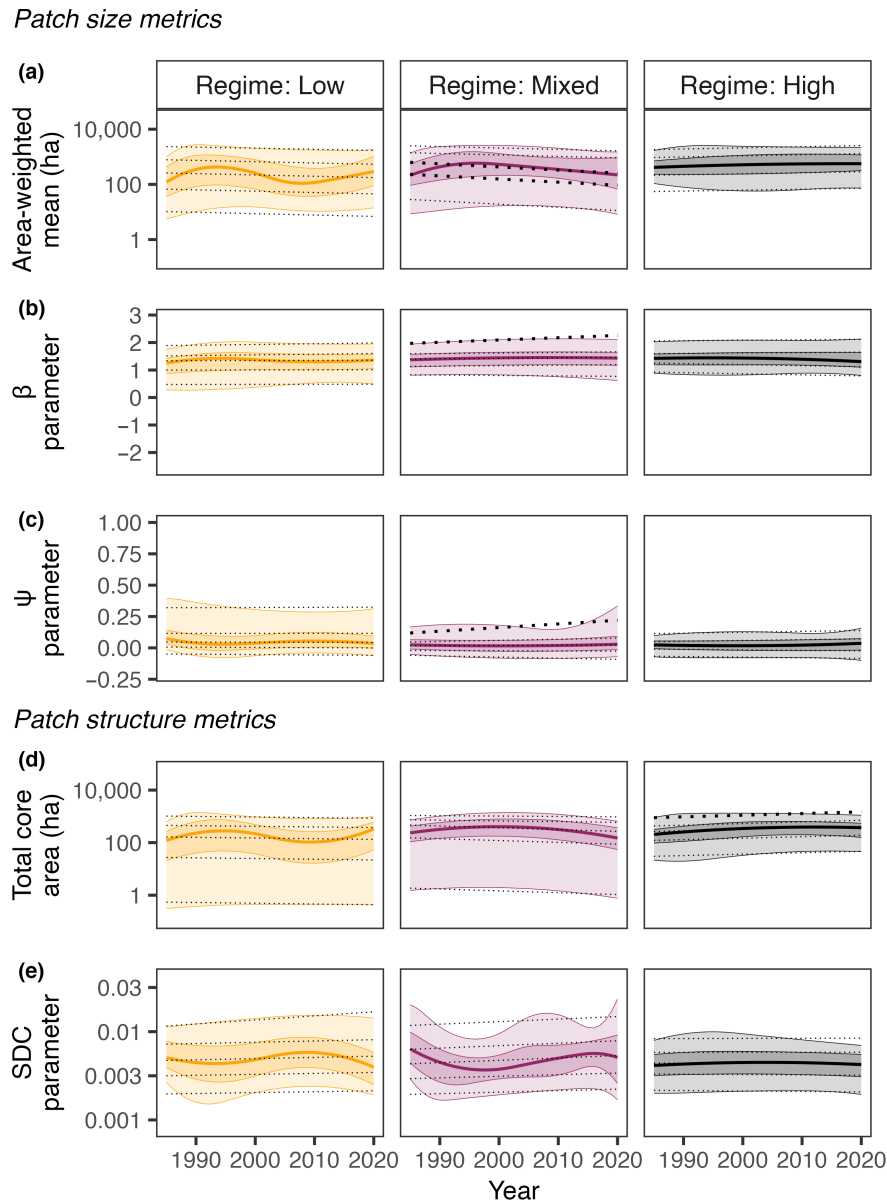 Patch size metrics
(a)
Regime: Low
Regime: Mixed
Regime: High
Area-weighted
mean (ha)
10,000
100
1
(b)
β
parameter
3
2
1
0
−1
−2
(c)
ψ
parameter
1.00
0.75
0.50
0.25
0.00
−0.25
Patch structure metrics
(d)
Total core
area (ha)
10,000
100
1
(e)
SDC
parameter
0.03
0.01
0.003
0.001
1990 2000 2010 2020 1990 2000 2010 2020 1990 2000 2010 2020
Year